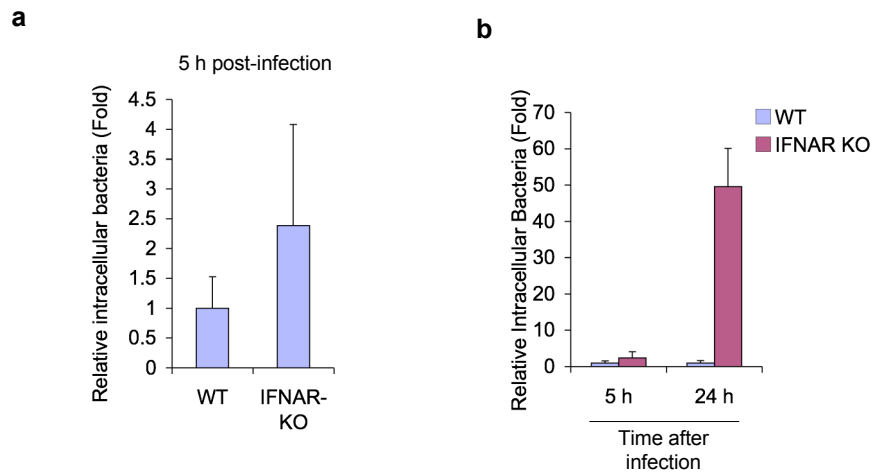 a
5 h post-infection
Relative intracellular bacteria (Fold)
4.5
4
3.5
3
2.5
2
1.5
1
0.5
0
WT
IFNAR-
KO
b
Relative Intracellular Bacteria (Fold)
70
60
50
40
30
20
10
0
WT
IFNAR KO
5 h
24 h
Time after
infection